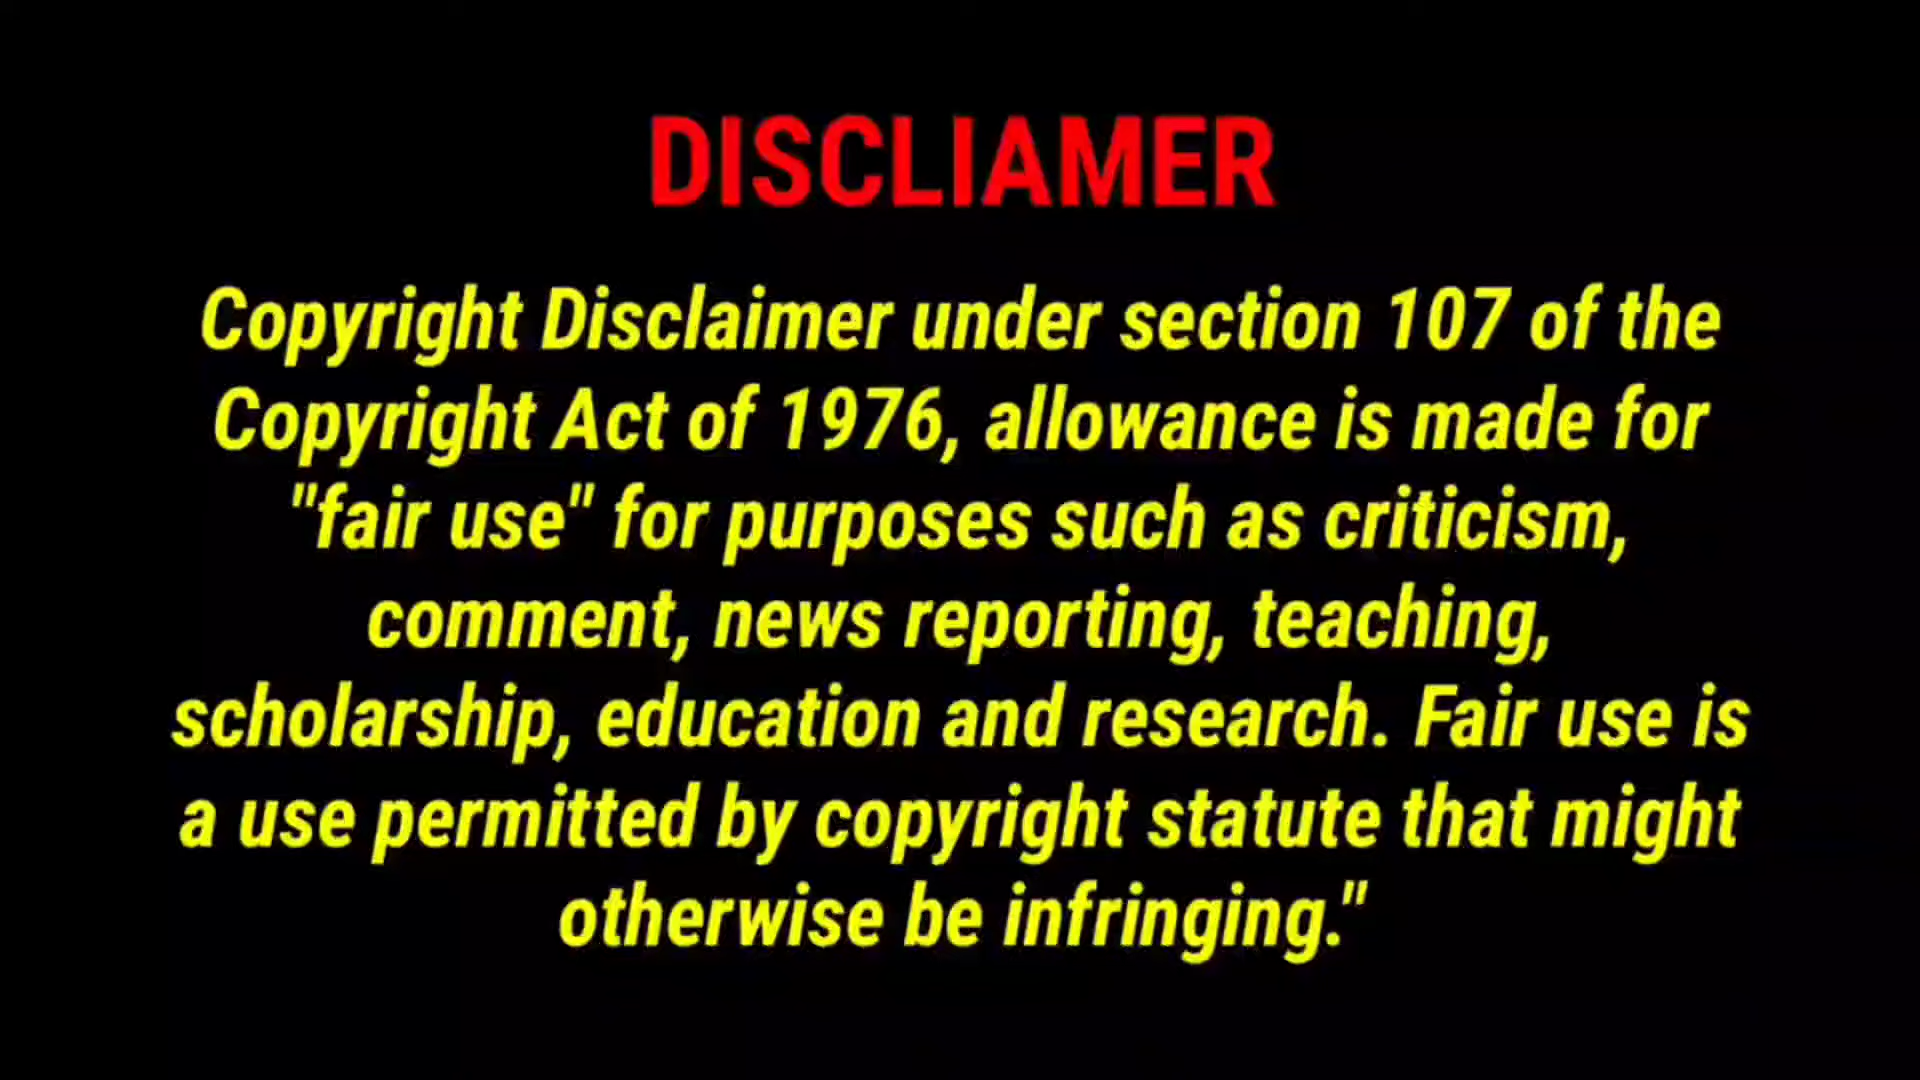 DISCLIAMER
Copyright Disclaimer under section 107 of the
Copyright Act of 1976, allowance is made for
"fair use" for purposes such as criticism,
comment, news reporting, teaching,
scholarship, education and research. Fair use is
a use permitted by copyright statute that might
otherwise be infringing."